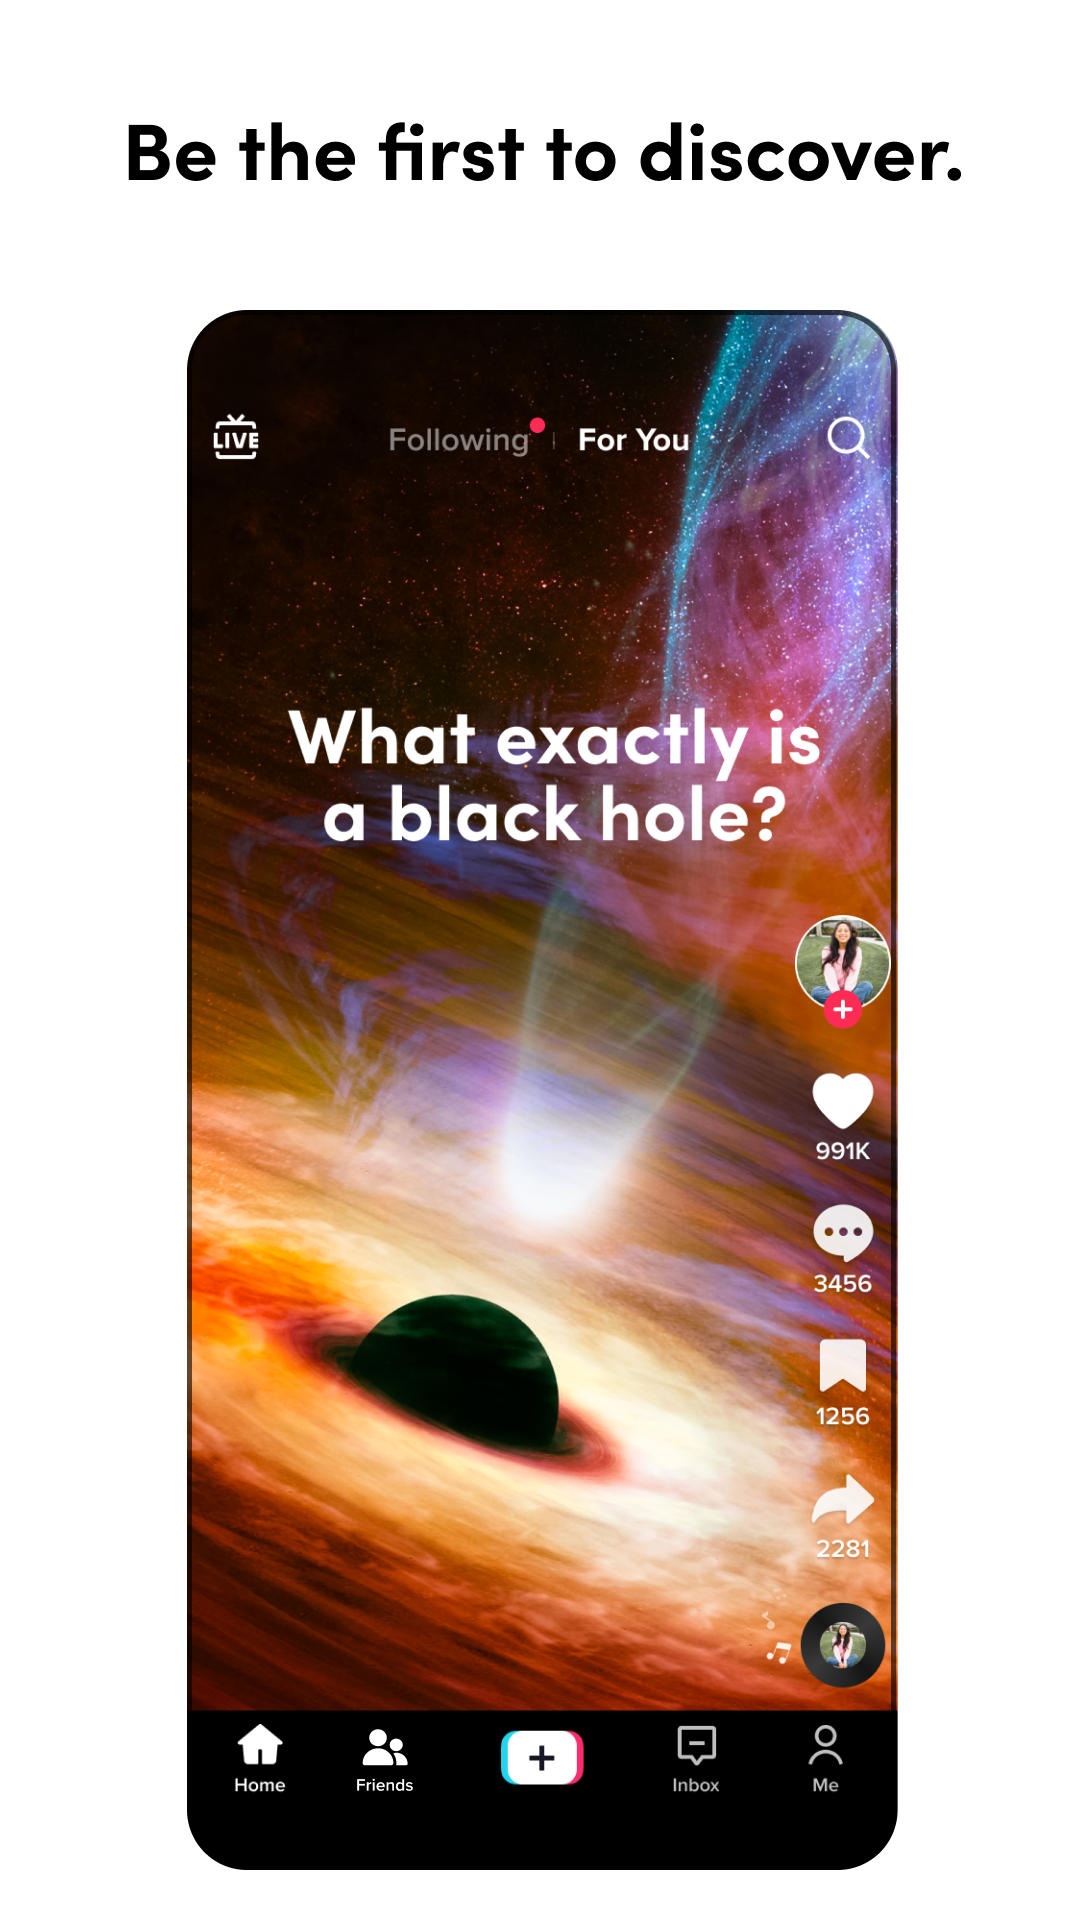 Be the first to discover.
LIVE
Following
For You
What exactly is
a black hole?
991K
3456
1256
2281
Home
Friends
Inbox
Me